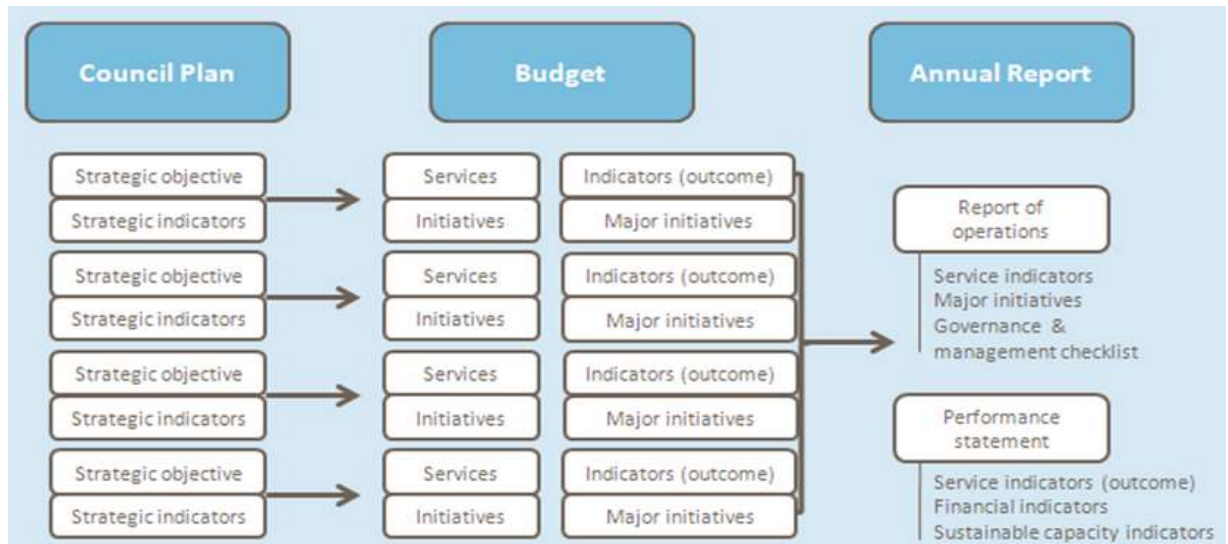 Council Plan
Budget
Annual Report
Strategic objective
Strategic indicators
Strategic objective
Strategic indicators
Strategic objective
Strategic indicators
Strategic objective
Strategic indicators
Services
Initiatives
Services
Initiatives
Services
Initiatives
Services
Initiatives
Indicators (outcome)
Major initiatives
Indicators (outcome)
Major initiatives
Indicators (outcome)
Major initiatives
Indicators (outcome)
Major initiatives
Report of
operations
Service indicators
Major initiatives
Governance &
management checklist
Performance
statement
Service indicators (outcome)
Financial indicators
Sustainable capacity indicators